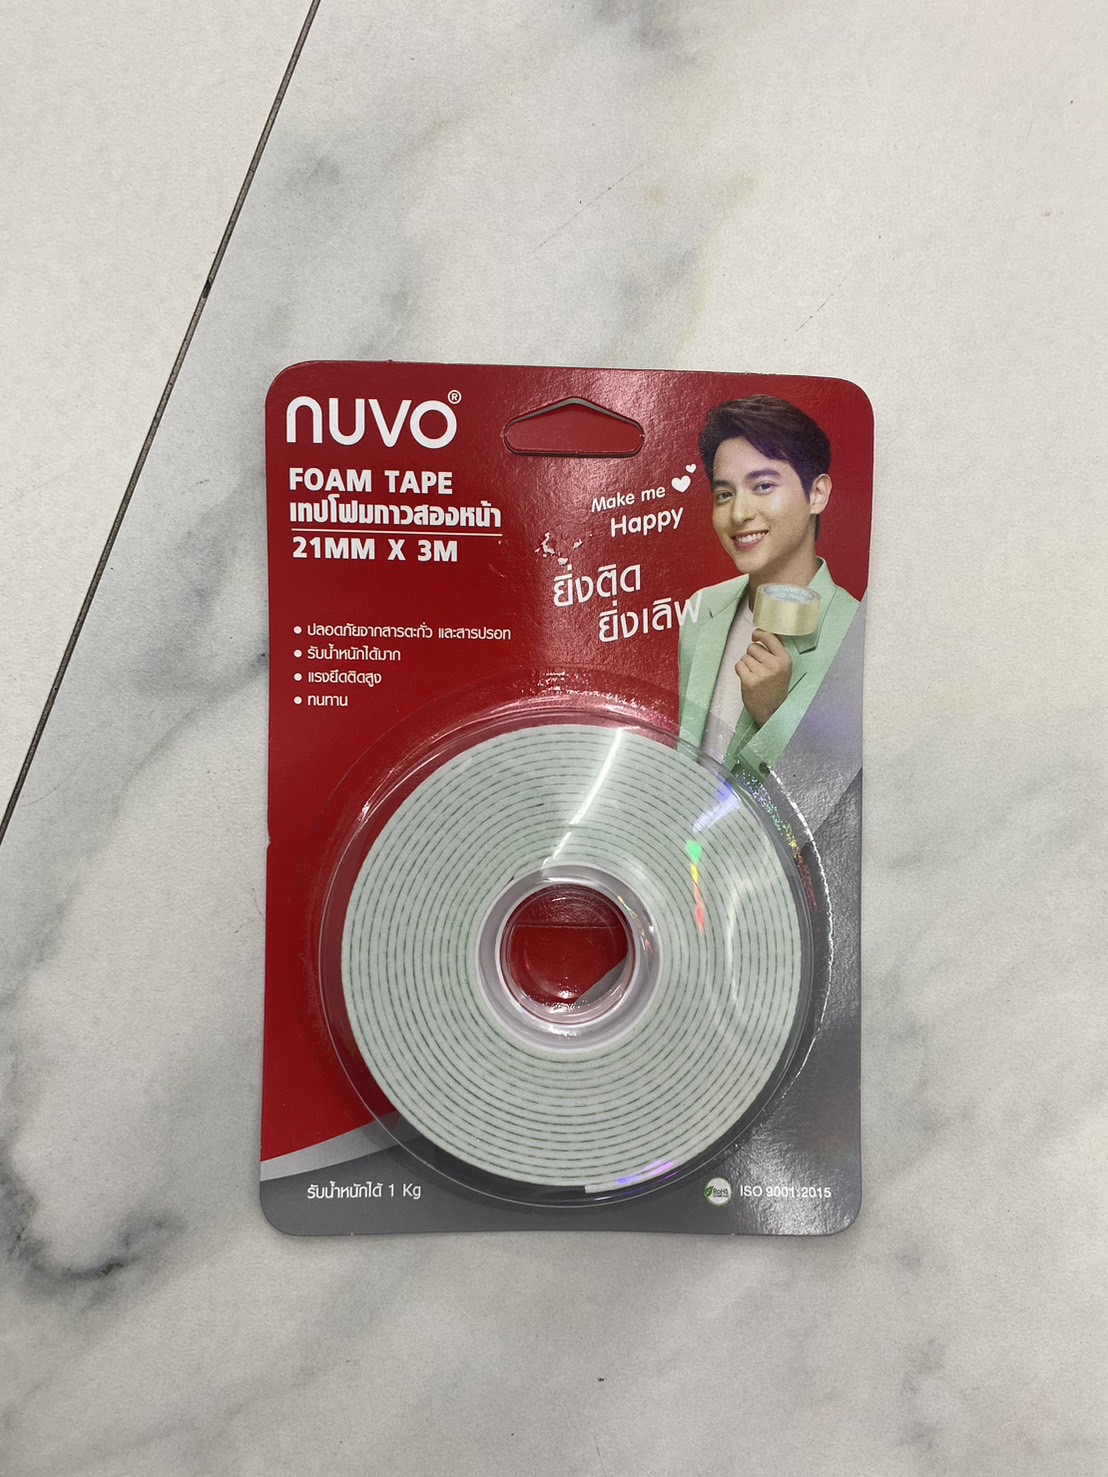 nuvo®
FOAM TAPE
เทปโฟมกาวสองหน้า
21MM X 3M
Make me
Happy
ยิ่งติด
ยิ่งเลิฟ
• ปลอดภัยจากสารตะกั่ว และสารปรอท
• รับน้ำหนักได้มาก
• แรงยึดติดสูง
• ทนทาน
รับน้ำหนักได้ 1 Kg
RoHS
ISO 9001:2015